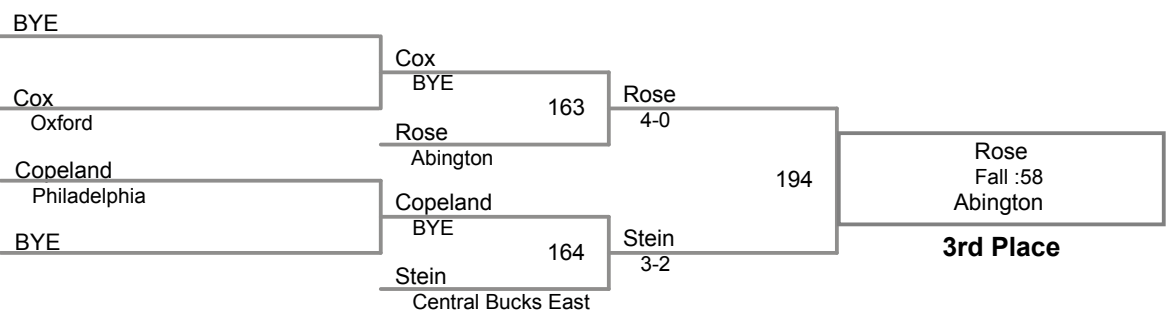 BYE
Cox
Oxford
Copeland
Philadelphia
BYE
Cox
BYE
163
Rose
Abington
Copeland
BYE
164
Stein
Central Bucks East
Rose
4-0
194
Stein
3-2
Rose
Fall :58
Abington
3rd Place